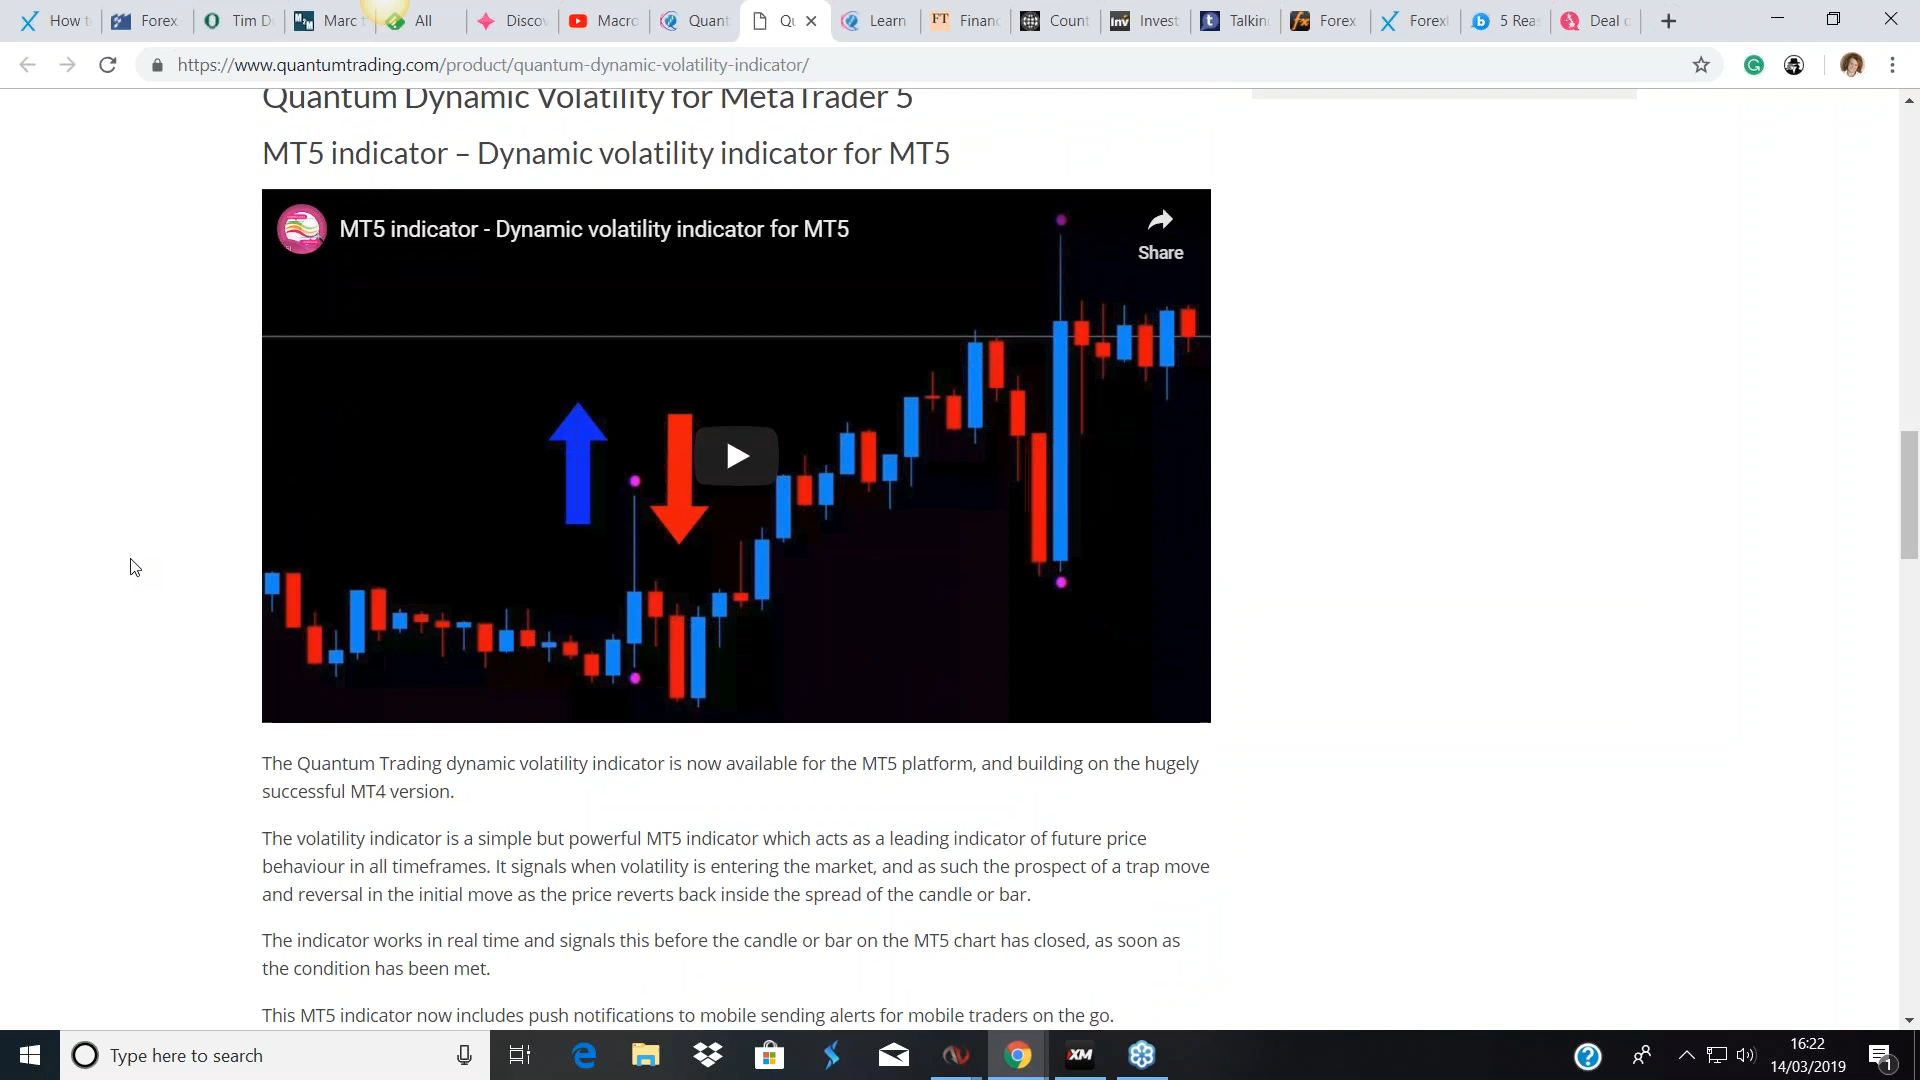 How t
Forex
Tim D
Marc
All
Discov
Macro
Quant
Qu
Learn
FT
Financ
Count
Inv
Invest
Talkin
fx
Forex
Forexl
5 Rea
Deal o
https://www.quantumtrading.com/product/quantum-dynamic-volatility-indicator/
Quantum Dynamic Volatility for MetaTrader 5
MT5 indicator – Dynamic volatility indicator for MT5
MT5 indicator - Dynamic volatility indicator for MT5
Share
The Quantum Trading dynamic volatility indicator is now available for the MT5 platform, and building on the hugely
successful MT4 version.
The volatility indicator is a simple but powerful MT5 indicator which acts as a leading indicator of future price
behaviour in all timeframes. It signals when volatility is entering the market, and as such the prospect of a trap move
and reversal in the initial move as the price reverts back inside the spread of the candle or bar.
The indicator works in real time and signals this before the candle or bar on the MT5 chart has closed, as soon as
the condition has been met.
This MT5 indicator now includes push notifications to mobile sending alerts for mobile traders on the go.
Type here to search
XM
16:22
14/03/2019
1